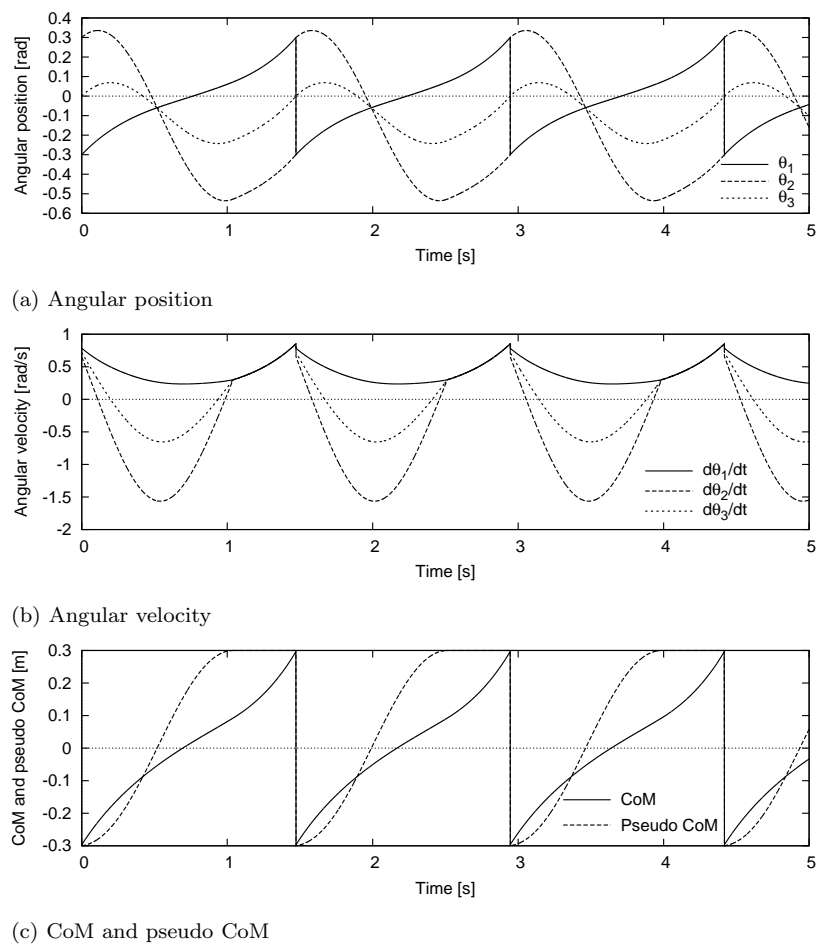 0.4
0.3
0.2
0.1
0
-0.1
-0.2
-0.3
-0.4
-0.5
-0.6
Angular position [rad]
θ1
θ2
θ3
0 1 2 3 4 5
Time [s]
(a) Angular position
1
0.5
0
-0.5
-1
-1.5
-2
Angular velocity [rad/s]
dθ1/dt
dθ2/dt
dθ3/dt
0 1 2 3 4 5
Time [s]
(b) Angular velocity
0.3
0.2
0.1
0
-0.1
-0.2
-0.3
CoM and pseudo CoM [m]
CoM
Pseudo CoM
0 1 2 3 4 5
Time [s]
(c) CoM and pseudo CoM